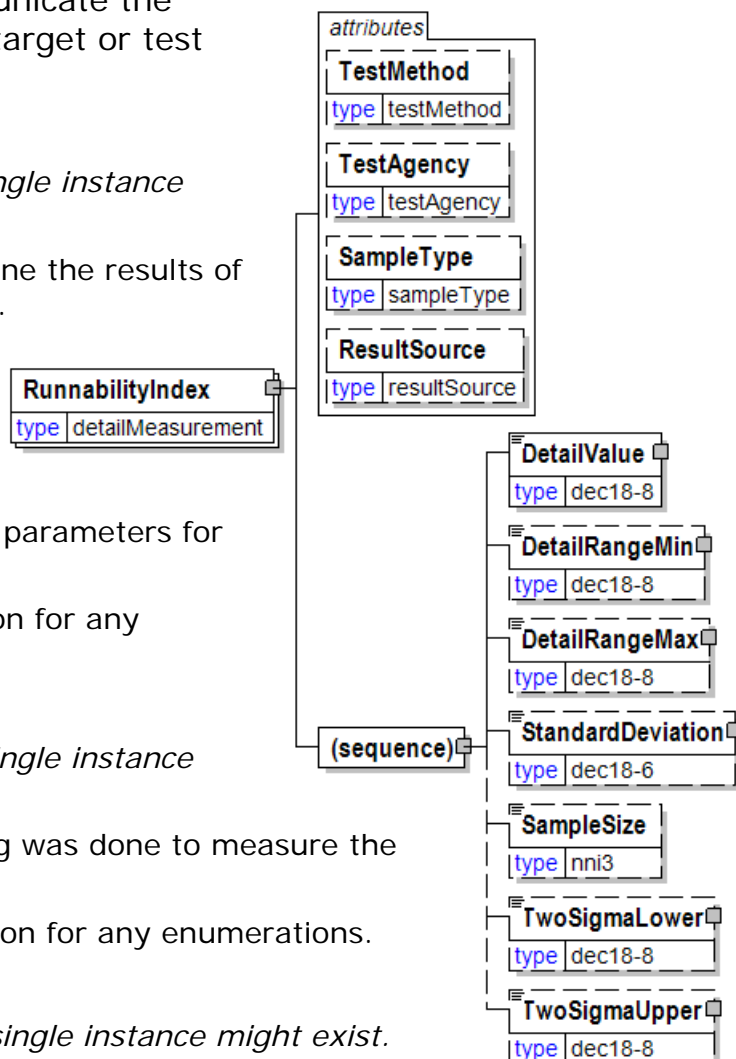 unicate the
target or test
ngle instance
ne the results of
.
parameters for
on for any
ingle instance
g was done to measure the
on for any enumerations.
single instance might exist.
RunnabilityIndex
type detailMeasurement
attributes
TestMethod
type testMethod
TestAgency
type testAgency
SampleType
type sampleType
ResultSource
type resultSource
(sequence)
DetailValue
type dec18-8
DetailRangeMin
type dec18-8
DetailRangeMax
type dec18-8
StandardDeviation
type dec18-6
SampleSize
type nni3
TwoSigmaLower
type dec18-8
TwoSigmaUpper
type dec18-8